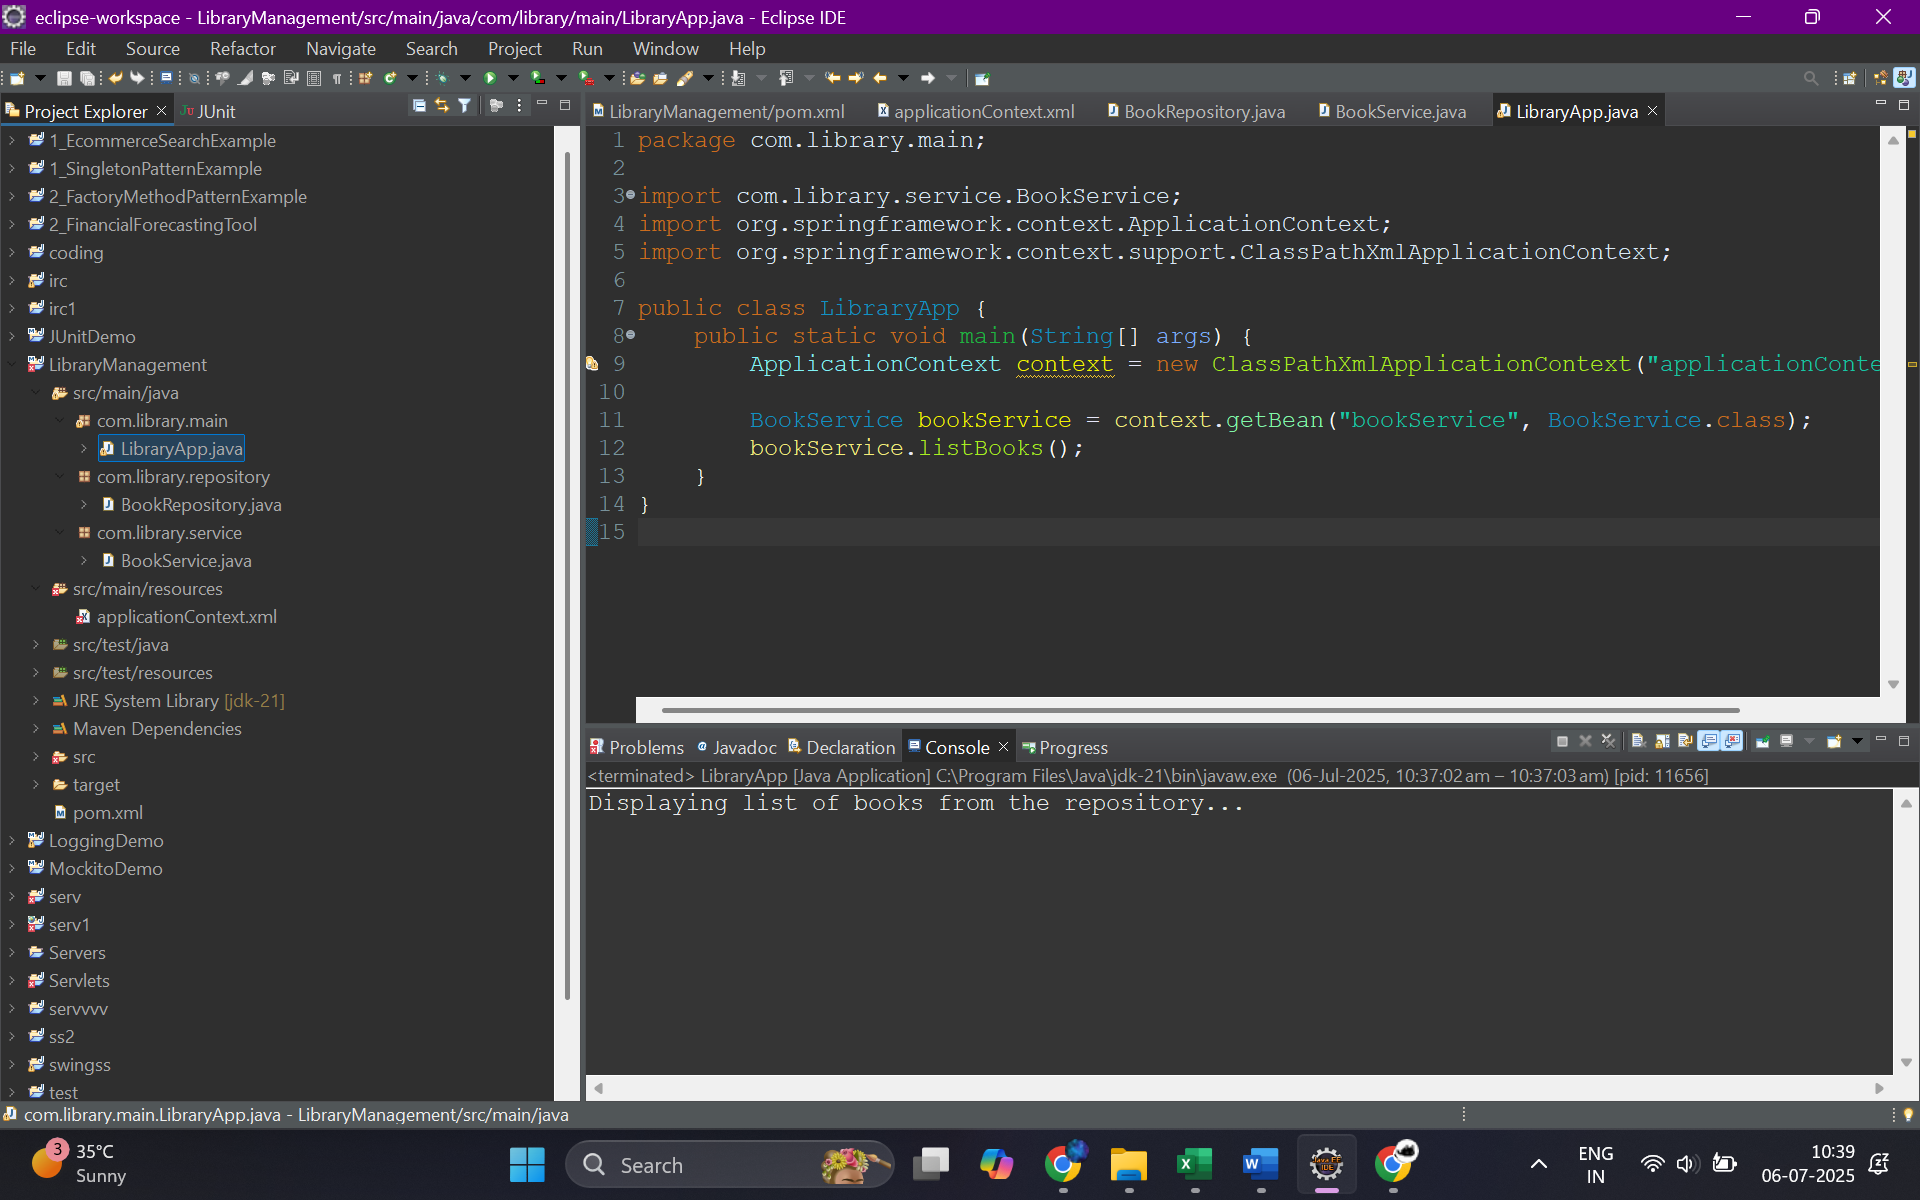 eclipse-workspace - LibraryManagement/src/main/java/com/library/main/LibraryApp.java - Eclipse IDE
File Edit Source Refactor Navigate Search Project Run Window Help
Project Explorer JUnit
1_EcommerceSearchExample
1_SingletonPatternExample
2_FactoryMethodPatternExample
2_FinancialForecastingTool
coding
irc
irc1
JUnitDemo
LibraryManagement
src/main/java
com.library.main
LibraryApp.java
com.library.repository
BookRepository.java
com.library.service
BookService.java
src/main/resources
applicationContext.xml
src/test/java
src/test/resources
JRE System Library [jdk-21]
Maven Dependencies
src
target
pom.xml
LoggingDemo
MockitoDemo
serv
serv1
Servers
Servlets
servvvv
ss2
swingss
test
LibraryManagement/pom.xml applicationContext.xml BookRepository.java BookService.java LibraryApp.java
1 package com.library.main;
2
3 import com.library.service.BookService;
4 import org.springframework.context.ApplicationContext;
5 import org.springframework.context.support.ClassPathXmlApplicationContext;
6
7 public class LibraryApp {
8 public static void main(String[] args) {
9 ApplicationContext context = new ClassPathXmlApplicationContext("applicationConte
10
11 BookService bookService = context.getBean("bookService", BookService.class);
12 bookService.listBooks();
13 }
14 }
15
Problems Javadoc Declaration Console Progress
<terminated> LibraryApp [Java Application] C:\Program Files\Java\jdk-21\bin\javaw.exe (06-Jul-2025, 10:37:02 am – 10:37:03 am) [pid: 11656]
Displaying list of books from the repository...
com.library.main.LibraryApp.java - LibraryManagement/src/main/java
3
35°C
Sunny
Search
ENG
IN
10:39
06-07-2025